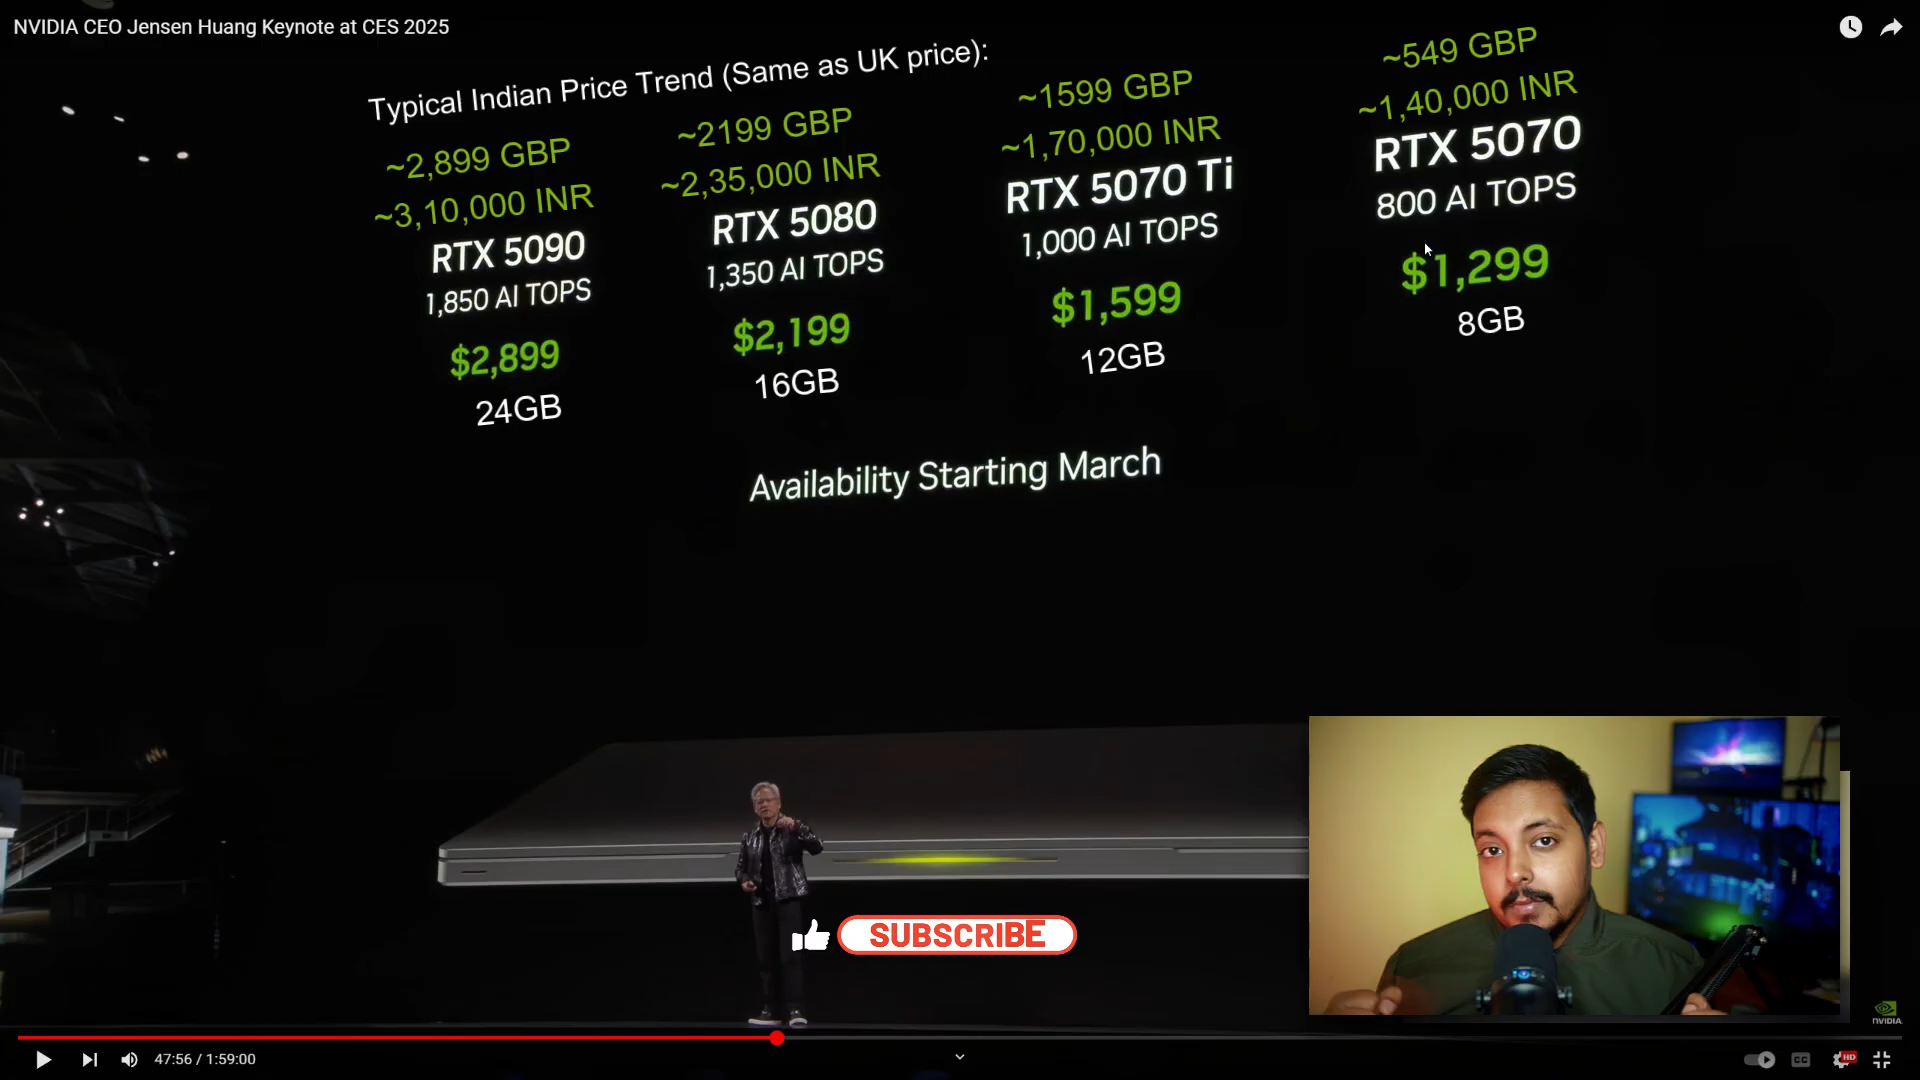 NVIDIA CEO Jensen Huang Keynote at CES 2025
Typical Indian Price Trend (Same as UK price):
~2,899 GBP
~3,10,000 INR
RTX 5090
1,850 AI TOPS
$2,899
24GB
~2199 GBP
~2,35,000 INR
RTX 5080
1,350 AI TOPS
$2,199
16GB
~1599 GBP
~1,70,000 INR
RTX 5070 Ti
1,000 AI TOPS
$1,599
12GB
~549 GBP
~1,40,000 INR
RTX 5070
800 AI TOPS
$1,299
8GB
Availability Starting March
SUBSCRIBE
NVIDIA
47:56 / 1:59:00
CC
HD